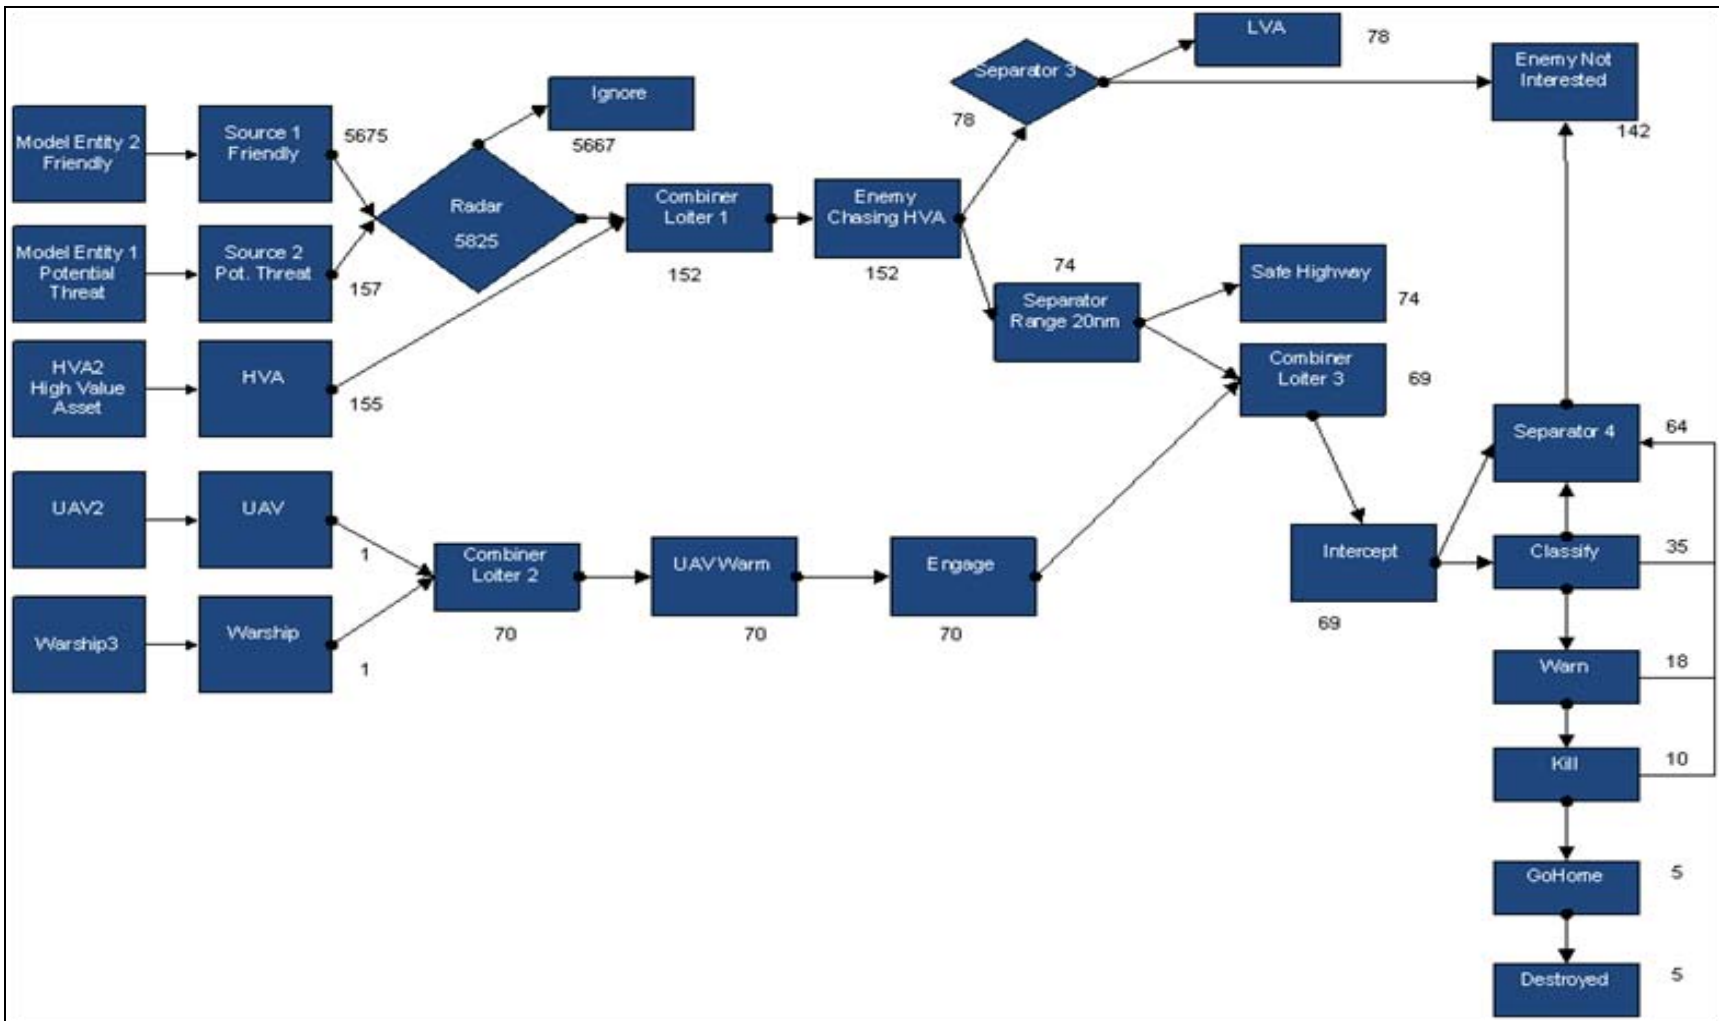 LVA
78
Separator 3
78
Enemy Not
Interested
142
Ignore
5667
Model Entity 2
Friendly
Source 1
Friendly
5675
Radar
5825
Combiner
Loiter 1
152
Enemy
Chasing HVA
152
Model Entity 1
Potential
Threat
Source 2
Pot. Threat
157
74
Separator
Range 20nm
Safe Highway
74
HVA2
High Value
Asset
HVA
155
Combiner
Loiter 3
69
Separator 4
64
UAV2
UAV
1
Combiner
Loiter 2
70
UAV Warm
70
Engage
70
Intercept
69
Classify
35
Warship3
Warship
1
Warn
18
Kill
10
GoHome
5
Destroyed
5